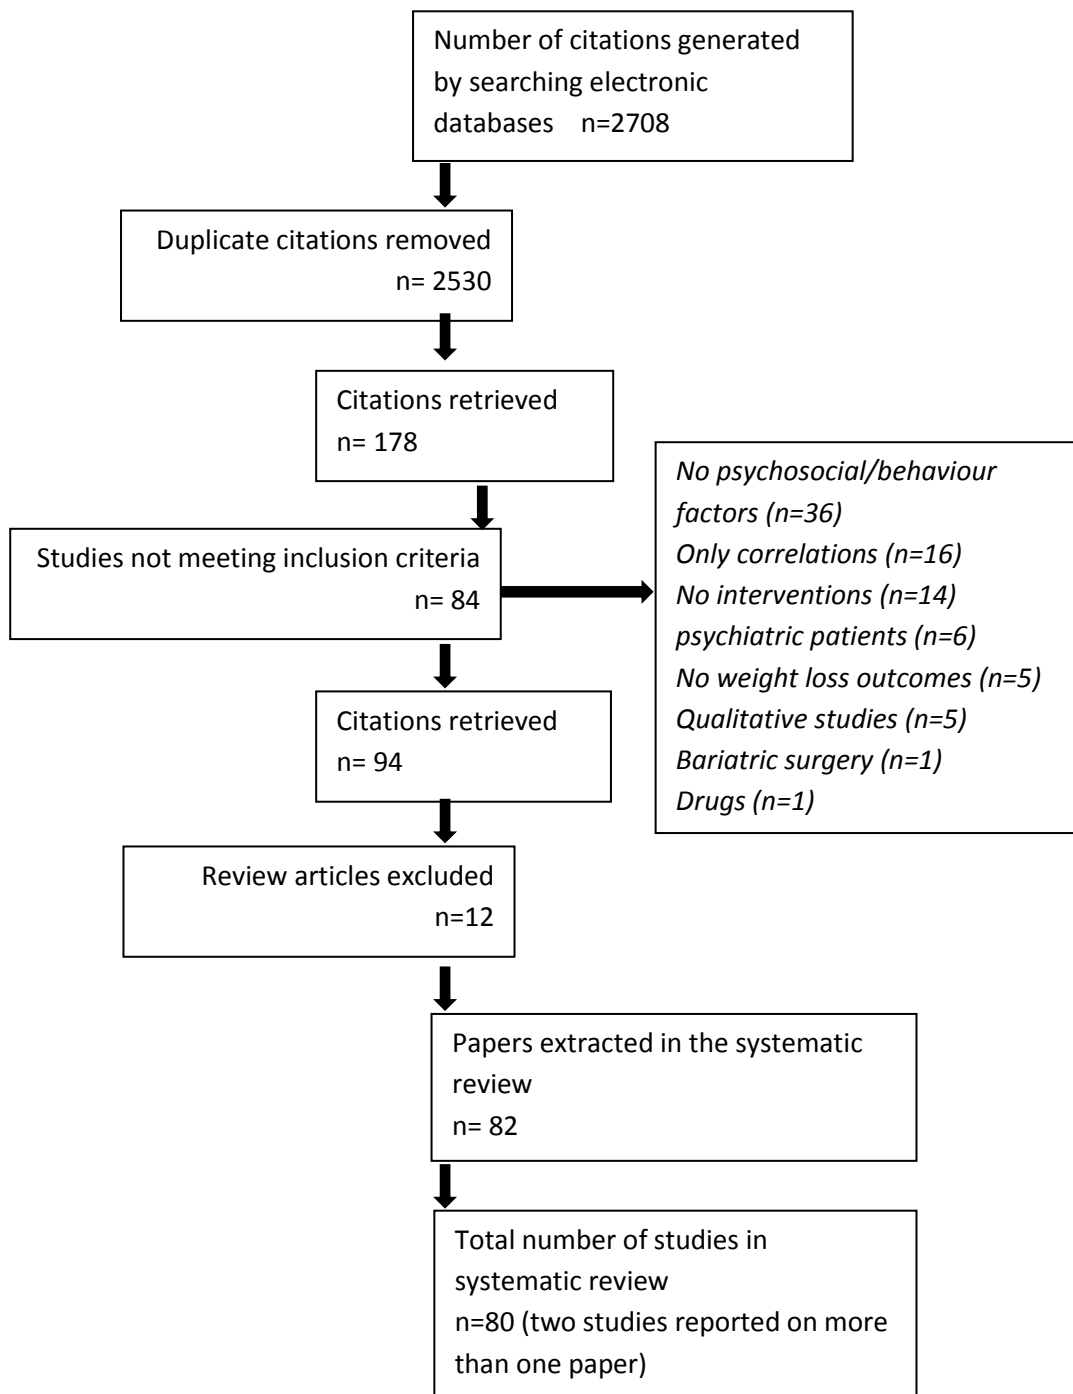 Number of citations generated
by searching electronic
databases    n=2708
Duplicate citations removed
n= 2530
Citations retrieved
n= 178
Studies not meeting inclusion criteria
n= 84
No psychosocial/behaviour
factors (n=36)
Only correlations (n=16)
No interventions (n=14)
psychiatric patients (n=6)
No weight loss outcomes (n=5)
Qualitative studies (n=5)
Bariatric surgery (n=1)
Drugs (n=1)
Citations retrieved
n= 94
Review articles excluded
n=12
Papers extracted in the systematic
review
n= 82
Total number of studies in
systematic review
n=80 (two studies reported on more
than one paper)